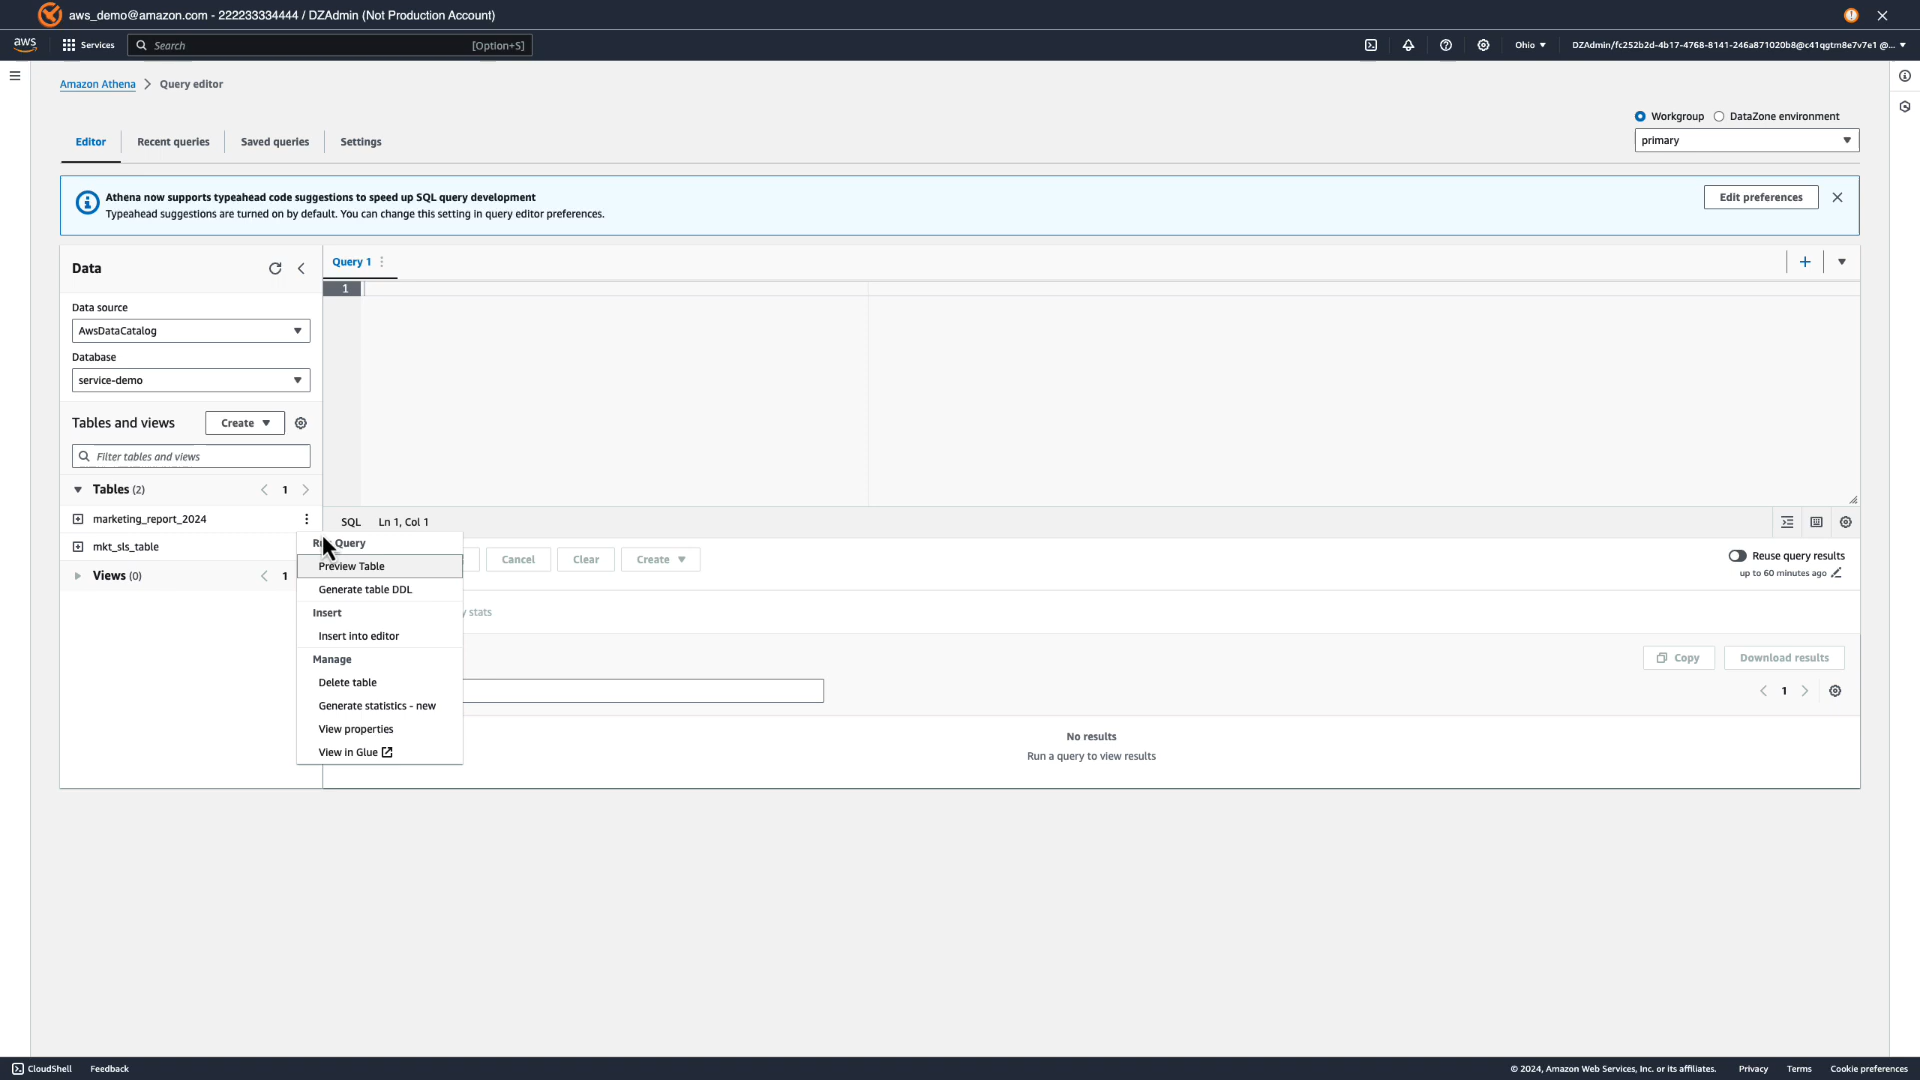 aws_demo@amazon.com - 222233334444 / DZAdmin (Not Production Account)
aws
Services
Search
[Option+S]
Ohio
DZAdmin/fc252b2d-4b17-4768-8141-246a871020b8@c41qgtm8e7v7e1 @...
Amazon Athena > Query editor
Workgroup
DataZone environment
Editor
Recent queries
Saved queries
Settings
primary
Athena now supports typeahead code suggestions to speed up SQL query development
Typeahead suggestions are turned on by default. You can change this setting in query editor preferences.
Edit preferences
Data
Query 1
1
Data source
AwsDataCatalog
Database
service-demo
Tables and views
Create
Filter tables and views
Tables (2)
1
marketing_report_2024
SQL
Ln 1, Col 1
mkt_sls_table
Views (0)
1
Query
Preview Table
Generate table DDL
Insert
Insert into editor
Manage
Delete table
Generate statistics - new
View properties
View in Glue
Cancel
Clear
Create
Reuse query results
up to 60 minutes ago
stats
Copy
Download results
1
No results
Run a query to view results
CloudShell
Feedback
© 2024, Amazon Web Services, Inc. or its affiliates.
Privacy
Terms
Cookie preferences